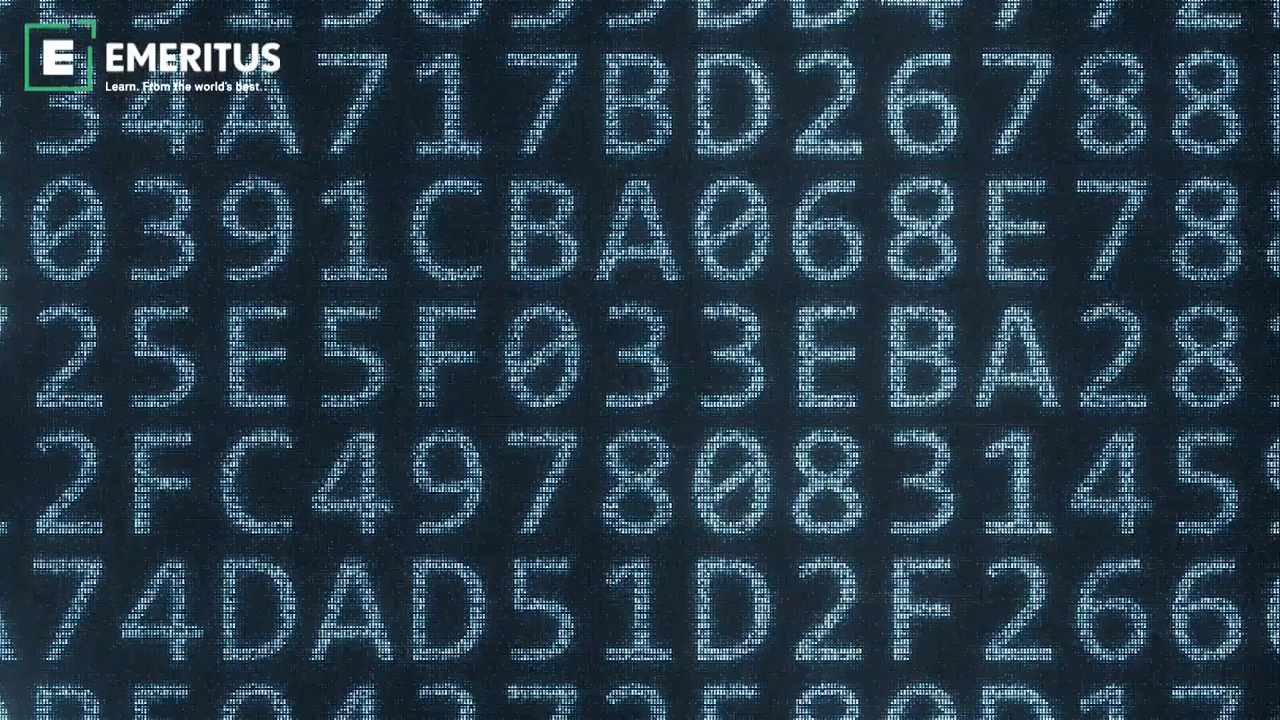 EMERITUS
Learn. From the world's best.
34A717BD26788
0391CBA068E78
25E5F033EBA28
2FC4978083145
74DAD51D2F266